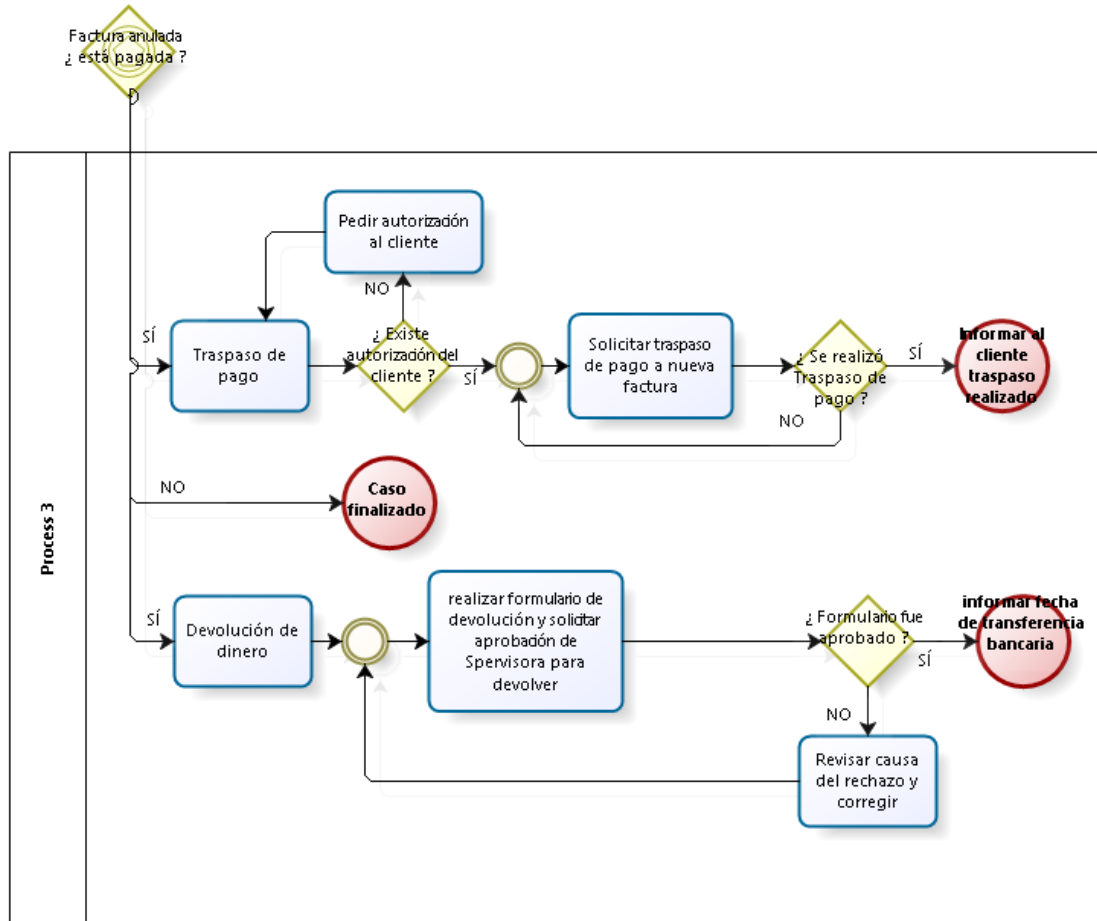 Factura anulada
¿ está pagada ?
Process 3
Pedir autorización
al cliente
NO
SÍ
Traspaso de
pago
¿ Existe
autorización del
cliente ?
SÍ
Solicitar traspaso
de pago a nueva
factura
¿ Se realizó
Traspaso de
pago ?
SÍ
NO
Informar al
cliente
traspaso
realizado
NO
Caso
finalizado
SÍ
Devolución de
dinero
realizar formulario de
devolución y solicitar
aprobación de
Spervisora para
devolver
¿ Formulario fue
aprobado ?
SÍ
informar fecha
de transferencia
bancaria
NO
Revisar causa
del rechazo y
corregir